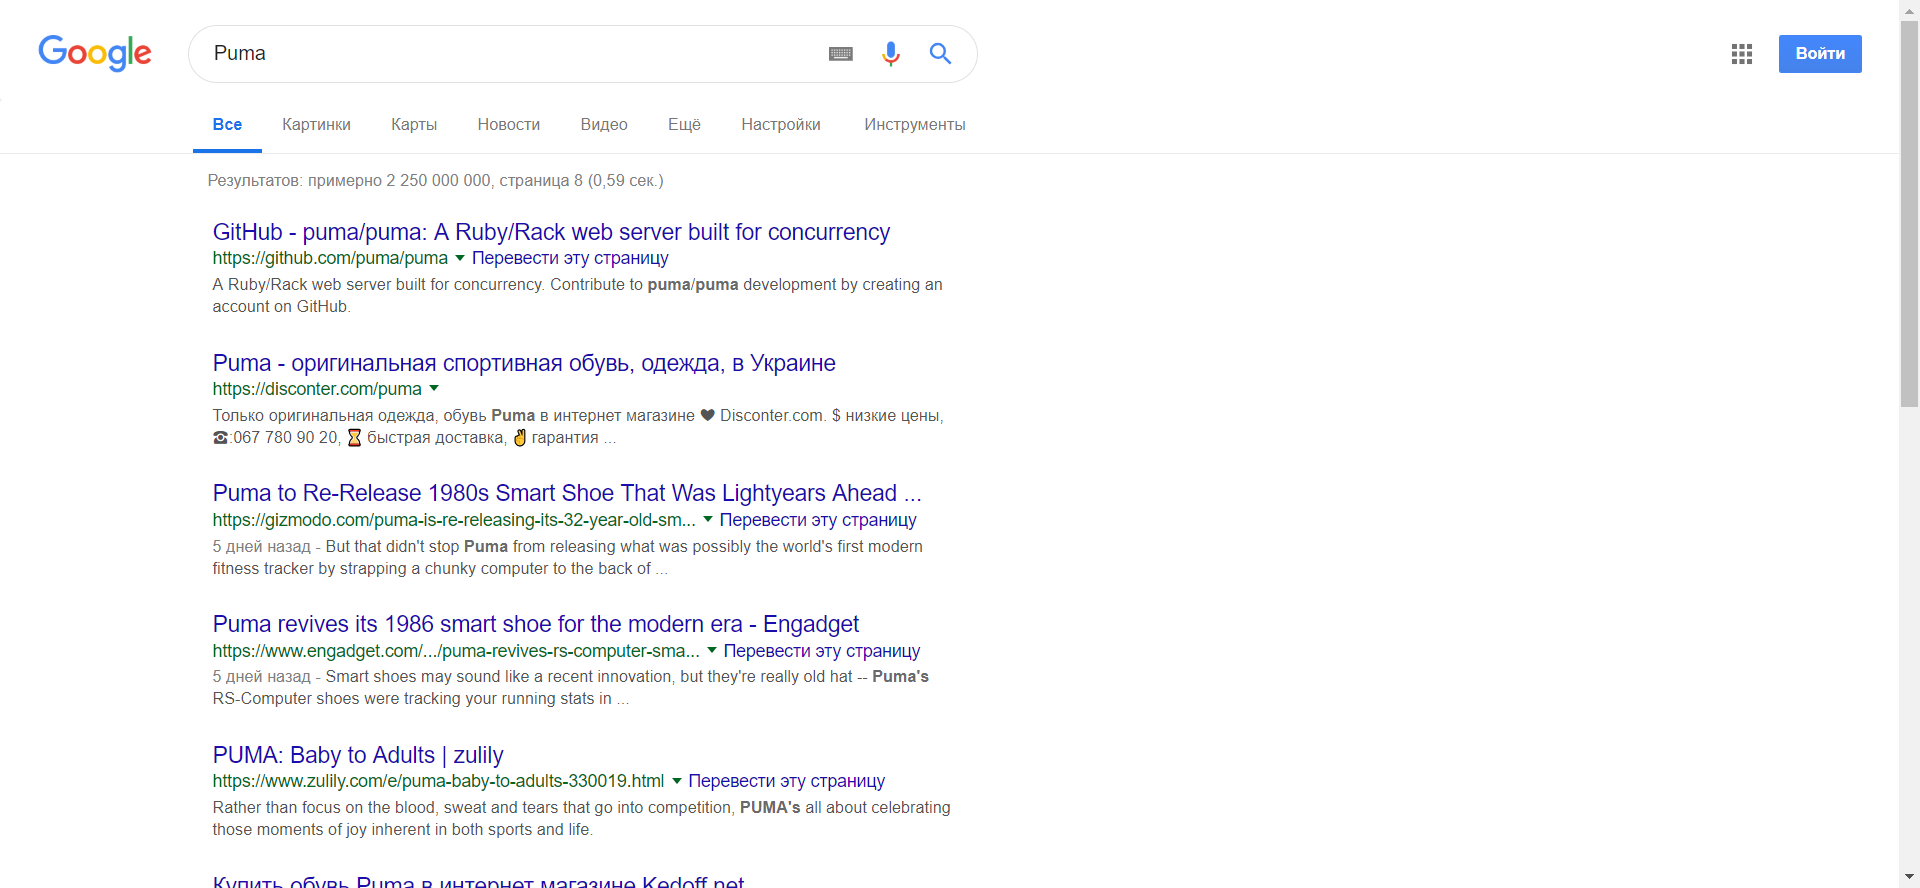 Google
Puma
Войти
Все Картинки Карты Новости Видео Ещё Настройки Инструменты
Результатов: примерно 2 250 000 000, страница 8 (0,59 сек.)
GitHub - puma/puma: A Ruby/Rack web server built for concurrency
https://github.com/puma/puma ▼ Перевести эту страницу
A Ruby/Rack web server built for concurrency. Contribute to puma/puma development by creating an
account on GitHub.
Puma - оригинальная спортивная обувь, одежда, в Украине
https://disconter.com/puma ▼
Только оригинальная одежда, обувь Puma в интернет магазине ❤ Disconter.com. $ низкие цены,
☎:067 780 90 20, ⌛ быстрая доставка, ✌ гарантия ...
Puma to Re-Release 1980s Smart Shoe That Was Lightyears Ahead ...
https://gizmodo.com/puma-is-re-releasing-its-32-year-old-sm... ▼ Перевести эту страницу
5 дней назад - But that didn't stop Puma from releasing what was possibly the world's first modern
fitness tracker by strapping a chunky computer to the back of ...
Puma revives its 1986 smart shoe for the modern era - Engadget
https://www.engadget.com/.../puma-revives-rs-computer-sma... ▼ Перевести эту страницу
5 дней назад - Smart shoes may sound like a recent innovation, but they're really old hat -- Puma's
RS-Computer shoes were tracking your running stats in ...
PUMA: Baby to Adults | zulily
https://www.zulily.com/e/puma-baby-to-adults-330019.html ▼ Перевести эту страницу
Rather than focus on the blood, sweat and tears that go into competition, PUMA's all about celebrating
those moments of joy inherent in both sports and life.
Купить обувь Puma в интернет магазине Kedoff.net